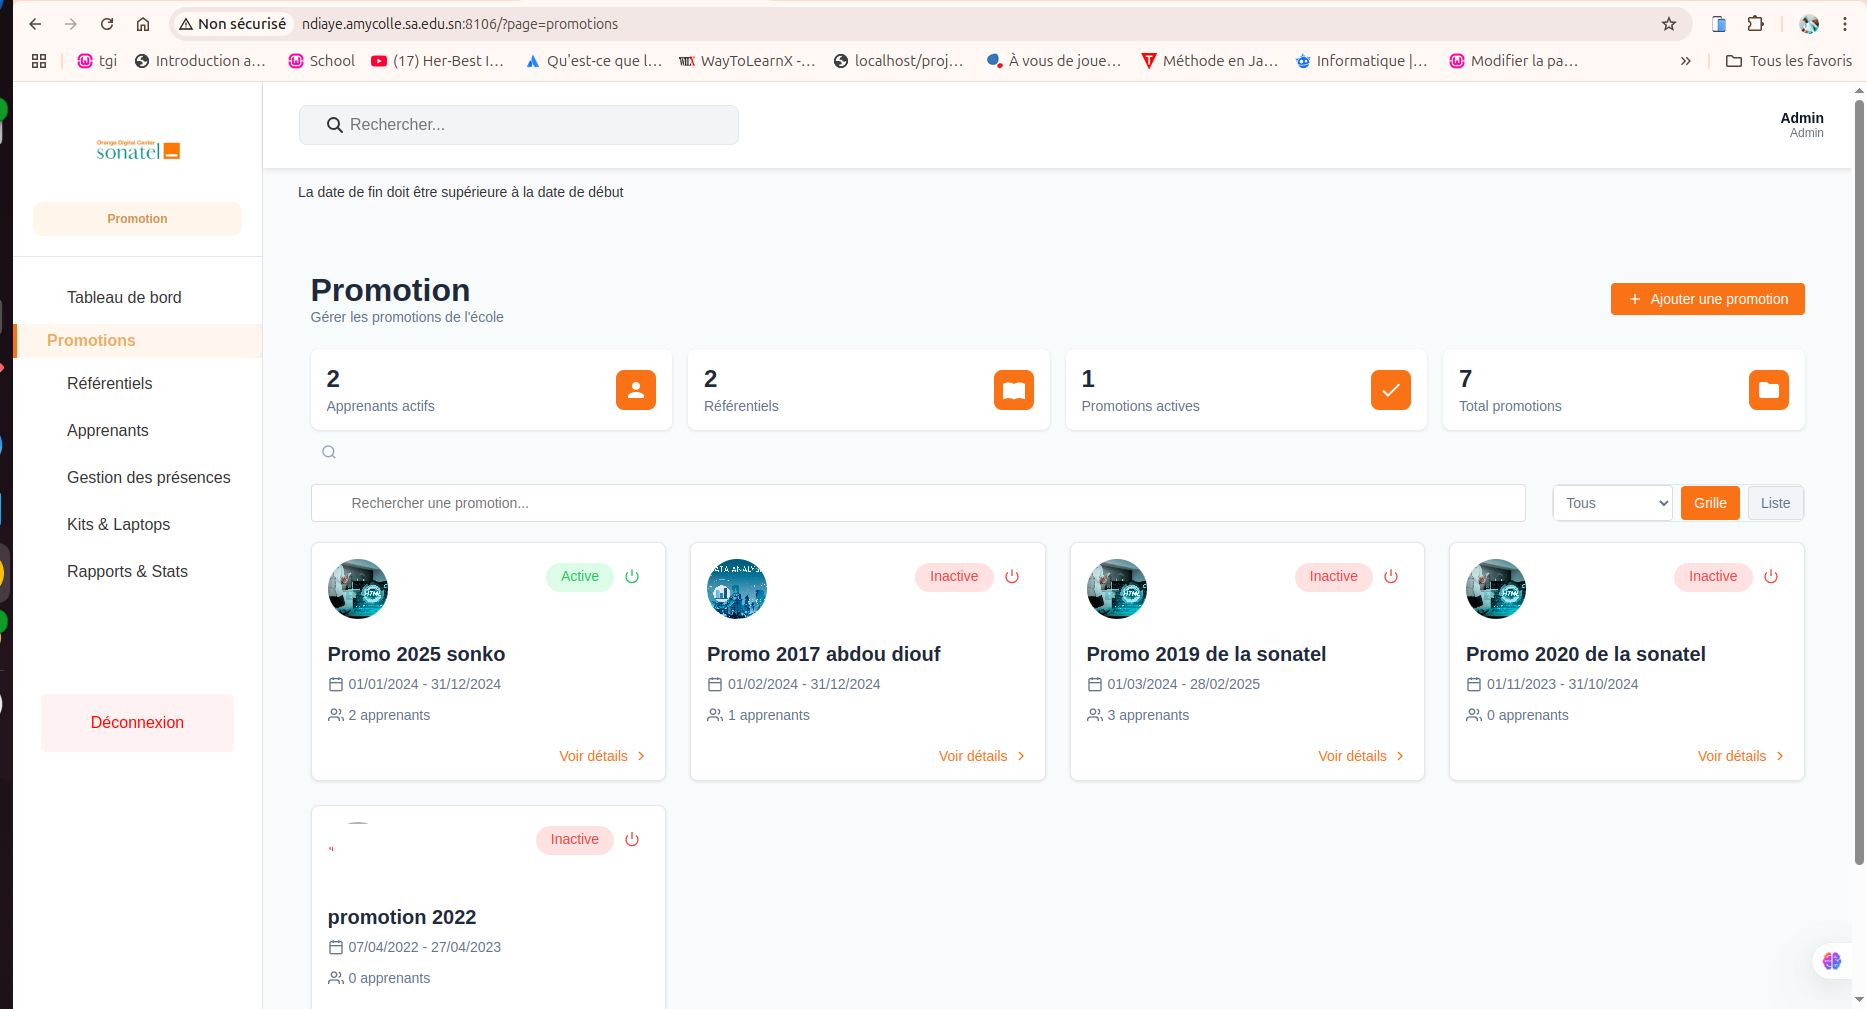 Non sécurisé
ndiaye.amycolle.sa.edu.sn:8106/?page=promotions
tgi
Introduction a...
School
(17) Her-Best I...
Qu'est-ce que l...
WayToLearnX -...
localhost/proj...
À vous de joue...
Méthode en Ja...
Informatique |...
Modifier la pa...
Tous les favoris
Orange Digital Center
sonatel
Promotion
Tableau de bord
Promotions
Référentiels
Apprenants
Gestion des présences
Kits & Laptops
Rapports & Stats
Déconnexion
Rechercher...
Admin
Admin
La date de fin doit être supérieure à la date de début
Promotion
Gérer les promotions de l'école
+ Ajouter une promotion
2
Apprenants actifs
2
Référentiels
1
Promotions actives
7
Total promotions
Rechercher une promotion...
Tous
Grille
Liste
Active
Promo 2025 sonko
01/01/2024 - 31/12/2024
2 apprenants
Voir détails
DATA ANALYS
Inactive
Promo 2017 abdou diouf
01/02/2024 - 31/12/2024
1 apprenants
Voir détails
HTML
Inactive
Promo 2019 de la sonatel
01/03/2024 - 28/02/2025
3 apprenants
Voir détails
HTML
Inactive
Promo 2020 de la sonatel
01/11/2023 - 31/10/2024
0 apprenants
Voir détails
"
Inactive
promotion 2022
07/04/2022 - 27/04/2023
0 apprenants